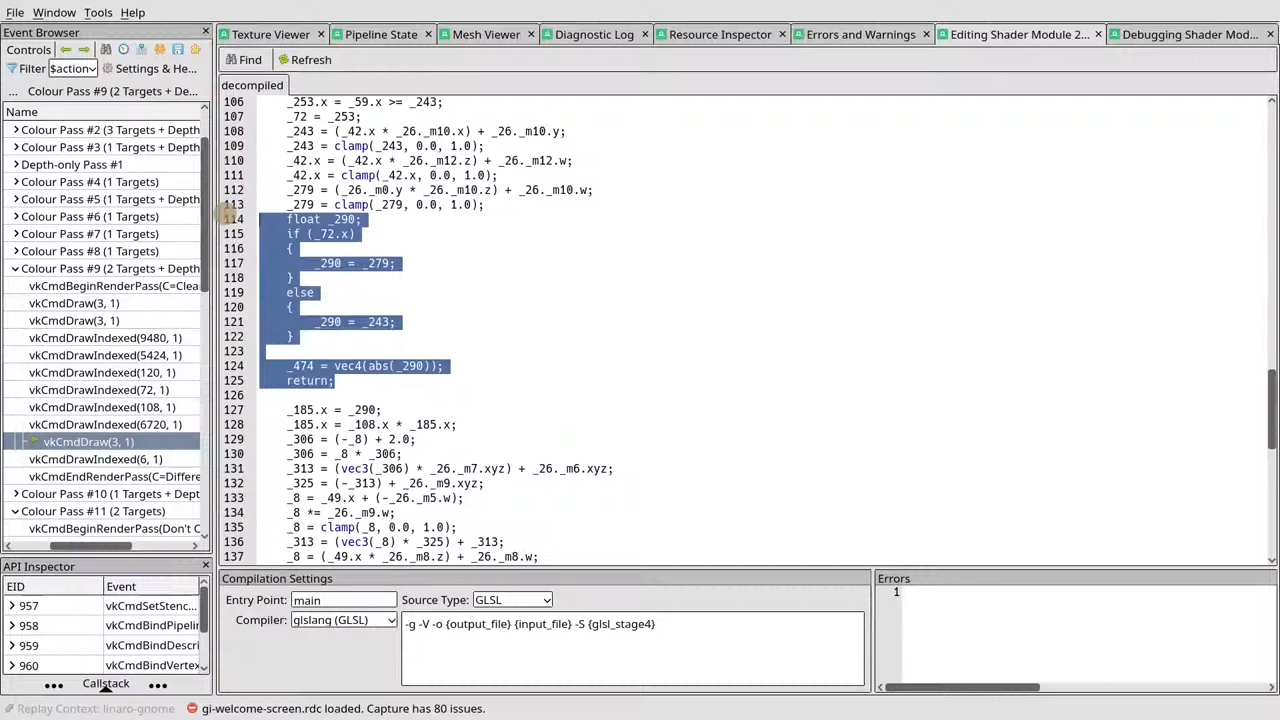 File Window Tools Help
Event Browser
Controls
Filter $action Settings & He...
... Colour Pass #9 (2 Targets + De...
Name
Colour Pass #2 (3 Targets + Depth
Colour Pass #3 (1 Targets + Depth
Depth-only Pass #1
Colour Pass #4 (1 Targets)
Colour Pass #5 (1 Targets + Depth
Colour Pass #6 (1 Targets)
Colour Pass #7 (1 Targets)
Colour Pass #8 (1 Targets)
Colour Pass #9 (2 Targets + Depth
vkCmdBeginRenderPass(C=Clea
vkCmdDraw(3, 1)
vkCmdDraw(3, 1)
vkCmdDrawIndexed(9480, 1)
vkCmdDrawIndexed(5424, 1)
vkCmdDrawIndexed(120, 1)
vkCmdDrawIndexed(72, 1)
vkCmdDrawIndexed(108, 1)
vkCmdDrawIndexed(6720, 1)
vkCmdDraw(3, 1)
vkCmdDrawIndexed(6, 1)
vkCmdEndRenderPass(C=Differe
Colour Pass #10 (1 Targets + Dept
Colour Pass #11 (2 Targets)
vkCmdBeginRenderPass(Don't C
API Inspector
EID Event
957 vkCmdSetStenc...
958 vkCmdBindPipelin
959 vkCmdBindDescri
960 vkCmdBindVertex
Callstack
Texture Viewer Pipeline State Mesh Viewer Diagnostic Log Resource Inspector Errors and Warnings Editing Shader Module 2... Debugging Shader Mod...
Find Refresh
decompiled
106 _253.x = _59.x >= _243;
107 _72 = _253;
108 _243 = (_42.x * _26._m10.x) + _26._m10.y;
109 _243 = clamp(_243, 0.0, 1.0);
110 _42.x = (_42.x * _26._m12.z) + _26._m12.w;
111 _42.x = clamp(_42.x, 0.0, 1.0);
112 _279 = (_26._m0.y * _26._m10.z) + _26._m10.w;
113 _279 = clamp(_279, 0.0, 1.0);
114 float _290;
115 if (_72.x)
116 {
117 _290 = _279;
118 }
119 else
120 {
121 _290 = _243;
122 }
123
124 _474 = vec4(abs(_290));
125 return;
126
127 _185.x = _290;
128 _185.x = _108.x * _185.x;
129 _306 = (-_8) + 2.0;
130 _306 = _8 * _306;
131 _313 = (vec3(_306) * _26._m7.xyz) + _26._m6.xyz;
132 _325 = (-_313) + _26._m9.xyz;
133 _8 = _49.x + (-_26._m5.w);
134 _8 *= _26._m9.w;
135 _8 = clamp(_8, 0.0, 1.0);
136 _313 = (vec3(_8) * _325) + _313;
137 _8 = (_49.x * _26._m8.z) + _26._m8.w;
Compilation Settings
Entry Point: main Source Type: GLSL
Compiler: glslang (GLSL) -g -V -o {output_file} {input_file} -S {glsl_stage4}
Errors
1
Replay Context: linaro-gnome gi-welcome-screen.rdc loaded. Capture has 80 issues.